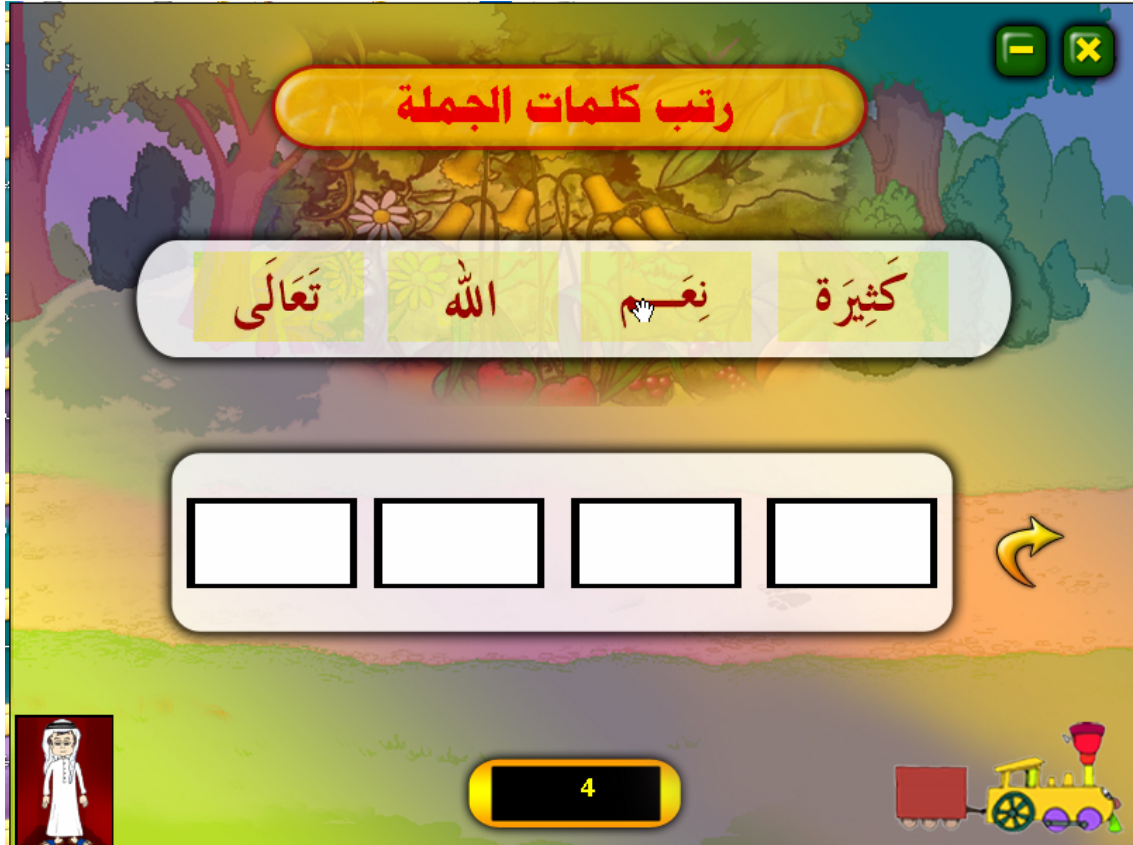 رتب كلمات الجملة
كَثِيرَة نِعَـــم الله تَعَالَى
4